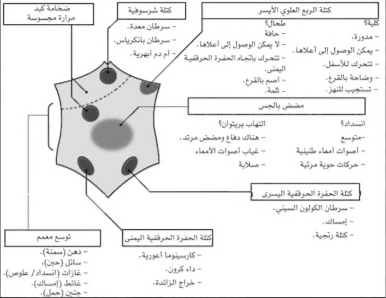 ضخامة كبد
مرارة مجسوسة
كتلة شرسوفية
- سرطان معدة.
- سرطان بانكرياس.
- أم دم أبهرية.
كتلة الربع العلوي الأيسر
كلية؟
- مدورة.
- يمكن الوصول إلى أعلاها.
- تتحرك للأسفل.
- وضاحة بالقرع.
- تستجيب للنهز.
طحال؟
- حافة
- لا يمكن الوصول إلى أعلاها.
- تتحرك باتجاه الحفرة الحرقفية
اليمنى.
- أصم بالقرع.
- ثلمة.
مضض بالجس
انسداد؟
-متوسع
- أصوات أمعاء طنينية
- حركات حوية مرئية
التهاب بريتوان؟
- هناك دفاع ومضض مرتد.
- غياب أصوات الأمعاء
- صلابة
كتلة الحفرة الحرقفية اليسرى
- سرطان الكولون السيني.
- إمساك.
- كتلة رتجية.
كتلة الحفرة الحرقفية اليمنى
- كارسينوما أعورية.
- داء كرون.
- خراج الزائدة.
توسع معمم
- دهن (سمنة).
- سائل (حبن).
- غازات (انسداد/ علوص).
- غائط (إمساك).
- جنين (حمل).